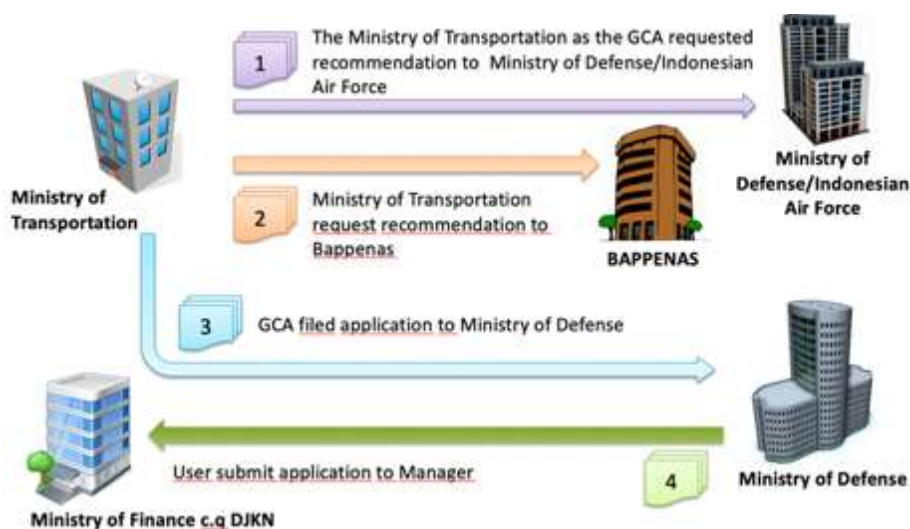 1
The Ministry of Transportation as the GCA requested
recommendation to Ministry of Defense/Indonesian
Air Force
Ministry of
Transportation
2
Ministry of Transportation
request recommendation to
Bappenas
BAPPENAS
Ministry of
Defense/Indonesian
Air Force
3
GCA filed application to Ministry of Defense
User submit application to Manager
4
Ministry of Defense
Ministry of Finance c.q DJKN